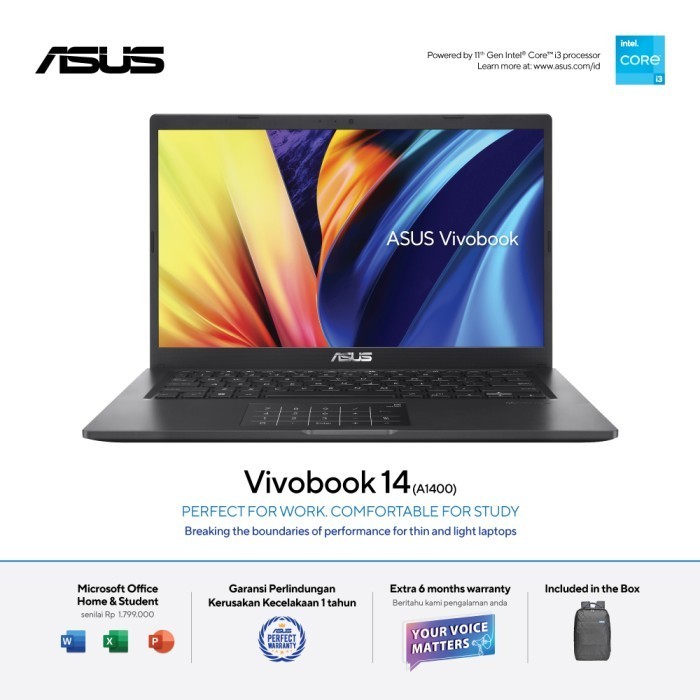 ASUS
Powered by 11th Gen Intel® Core™ i3 processor
Learn more at: www.asus.com/id
intel.
CORE
i3
ASUS Vivobook
ASUS
Vivobook 14 (A1400)
PERFECT FOR WORK. COMFORTABLE FOR STUDY
Breaking the boundaries of performance for thin and light laptops
Microsoft Office
Home & Student
senilai Rp 1.799.000
W
X
P
Garansi Perlindungan
Kerusakan Kecelakaan 1 tahun
ASUS
PERFECT
WARRANTY
Extra 6 months warranty
Beritahu kami pengalaman anda
YOUR VOICE
MATTERS
Included in the Box